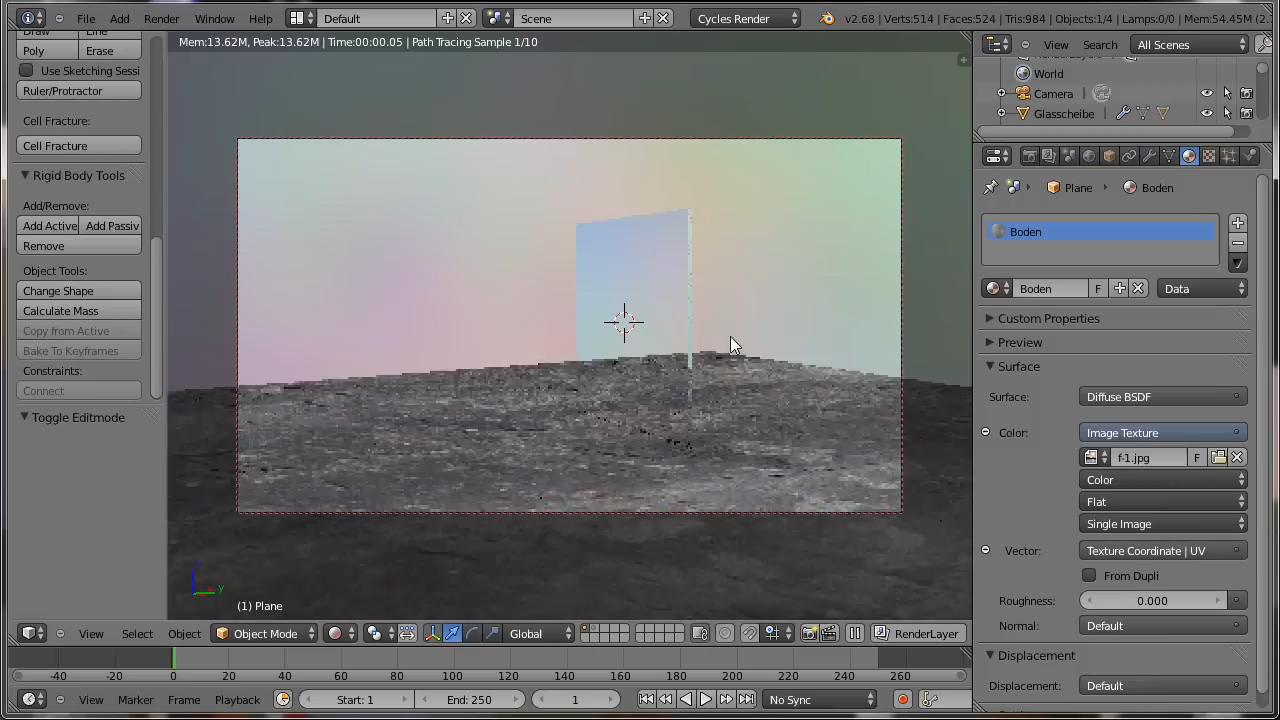 File Add Render Window Help Default Scene Cycles Render v2.68 | Verts:514 | Faces:524 | Tris:984 | Objects:1/4 | Lamps:0/0 | Mem:54.45M (2.
Mem:13.62M, Peak:13.62M | Time:00:00.05 | Path Tracing Sample 1/10
View Search All Scenes
Line
Poly Erase
Use Sketching Sessi
Ruler/Protractor
Cell Fracture:
Cell Fracture
Rigid Body Tools
Add/Remove:
Add Active Add Passiv
Remove
Object Tools:
Change Shape
Calculate Mass
Copy from Active
Bake To Keyframes
Constraints:
Connect
Toggle Editmode
World
Camera
Glasscheibe
Plane Boden
Boden
Boden F Data
Custom Properties
Preview
Surface
Surface: Diffuse BSDF
Color: Image Texture
f-1.jpg F
Color
Flat
Single Image
Vector: Texture Coordinate | UV
From Dupli
Roughness: 0.000
Normal: Default
Displacement
Displacement: Default
y
(1) Plane
View Select Object Object Mode Global RenderLayer
-40 -20 0 20 40 60 80 100 120 140 160 180 200 220 240 260
View Marker Frame Playback Start: 1 End: 250 1 No Sync